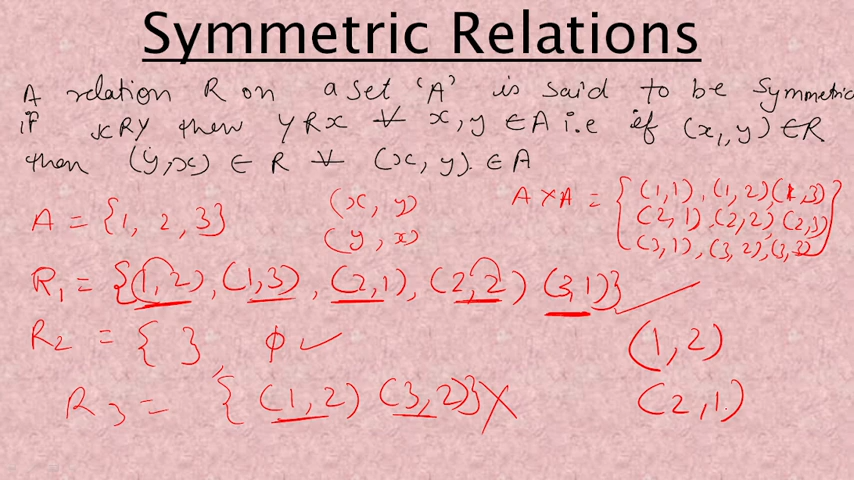 Symmetric Relations
A relation R on a set 'A' is said to be Symmetric
if xRy then yRx ∀ x, y ∈ A i.e if (x, y) ∈ R
then (y, x) ∈ R ∀ (x, y) ∈ A
A = {1, 2, 3}
(x, y)
(y, x)
A × A = {(1,1), (1,2) (1,3)
(2,1), (2,2) (2,3)
(3,1), (3,2), (3,3)}
R₁ = {(1,2), (1,3), (2,1), (2,2) (3,1)} ✓
R₂ = { } ϕ ✓
(1,2)
R₃ = {(1,2) (3,2)} X
(2,1)